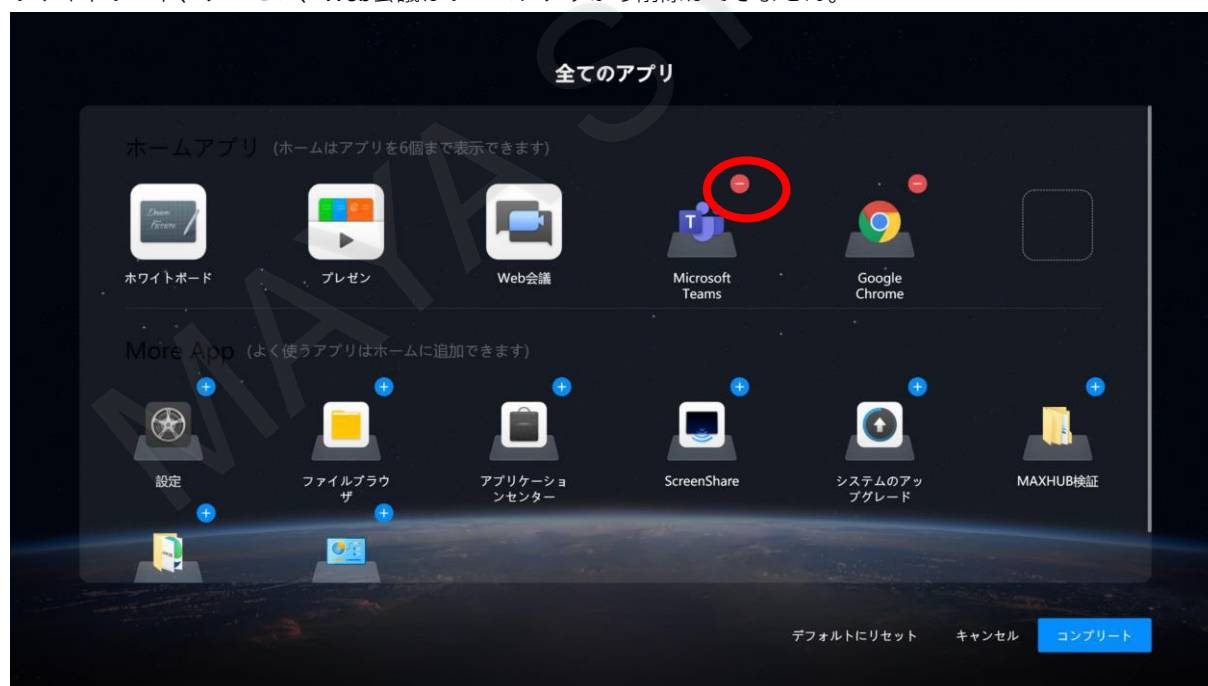 全てのアプリ
ホームアプリ (ホームはアプリを6個まで表示できます)
ホワイトボード
プレゼン
Web会議
Microsoft
Teams
Google
Chrome
More App (よく使うアプリはホームに追加できます)
設定
ファイルブラウ
ザ
アプリケーショ
ンセンター
ScreenShare
システムのアッ
プグレード
MAXHUB検証
デフォルトにリセット キャンセル コンプリート